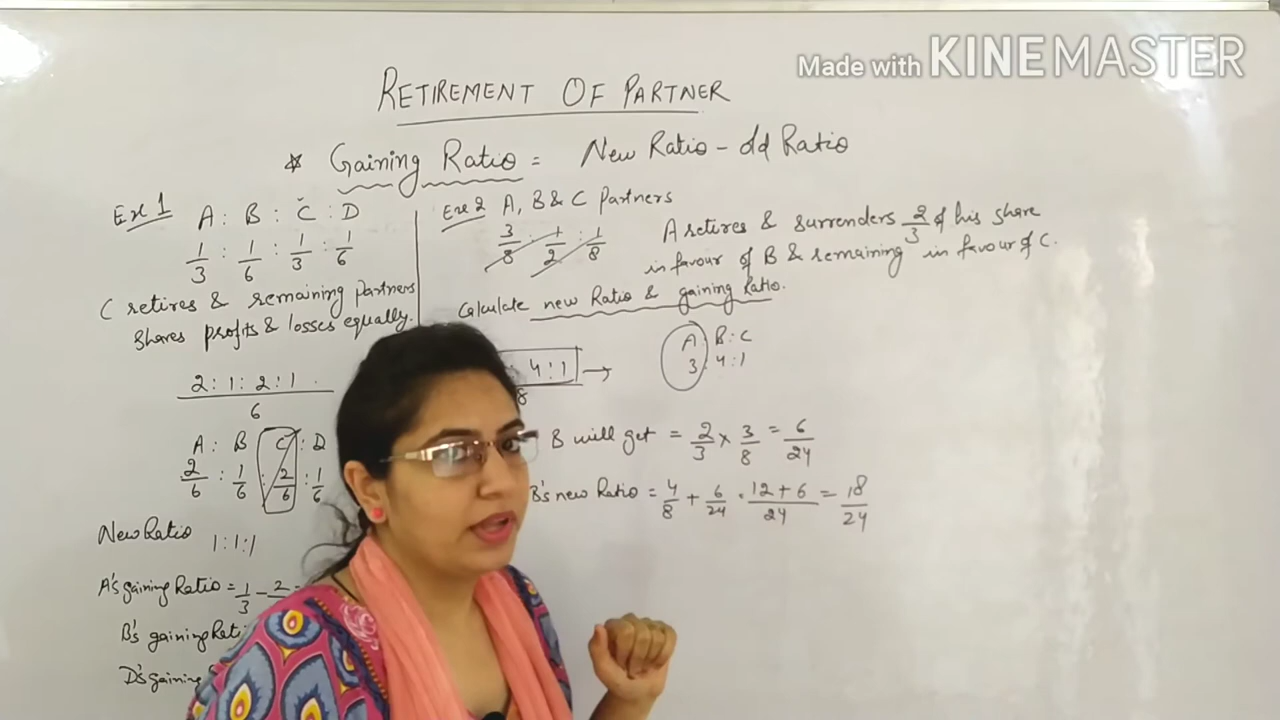 Made with KINEMASTER
RETIREMENT OF PARTNER
* Gaining Ratio = New Ratio - old Ratio
Ex 1 A : B : C : D
1/3 : 1/6 : 1/3 : 1/6
C retires & remaining partners
shares profits & losses equally.
2 : 1 : 2 : 1
6
A : B : C : D
2/6 : 1/6 : 2/6 : 1/6
New Ratio 1:1:1
A's gaining Ratio = 1/3 - 2
B's gaining
D's gaining
Ex 2 A, B & C Partners
3/8 : 1/2 : 1/8
A retires & surrenders 2/3 of his share
in favour of B & remaining in favour of C.
Calculate new Ratio & gaining Ratio.
: 4 : 1 →
8
A : B : C
3 : 4 : 1
B will get = 2/3 × 3/8 = 6/24
B's new Ratio = 4/8 + 6/24 = 12 + 6/24 = 18/24